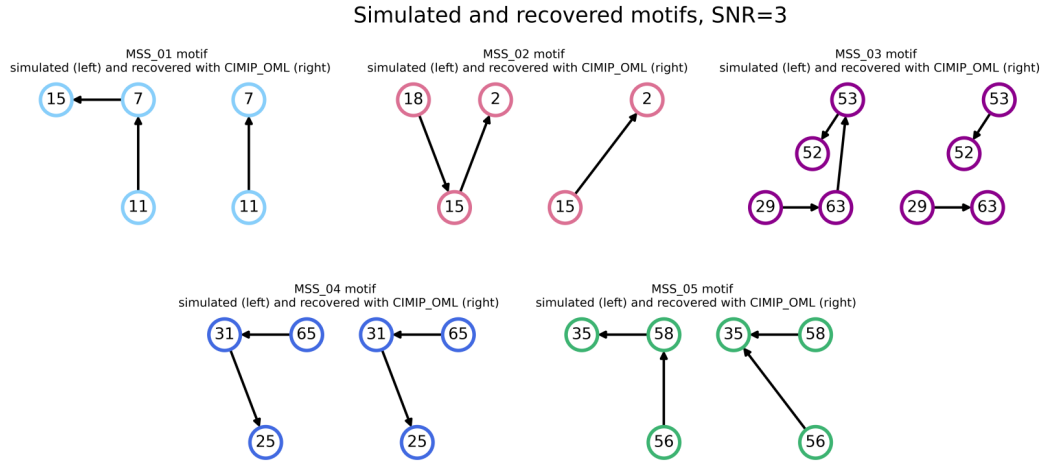 Simulated and recovered motifs, SNR=3
MSS_01 motif
simulated (left) and recovered with CIMIP_OML (right)
15 7 7
11 11
MSS_02 motif
simulated (left) and recovered with CIMIP_OML (right)
18 2 2
15 15
MSS_03 motif
simulated (left) and recovered with CIMIP_OML (right)
53 53
52 52
29 63 29 63
MSS_04 motif
simulated (left) and recovered with CIMIP_OML (right)
31 65 31 65
25 25
MSS_05 motif
simulated (left) and recovered with CIMIP_OML (right)
35 58 35 58
56 56